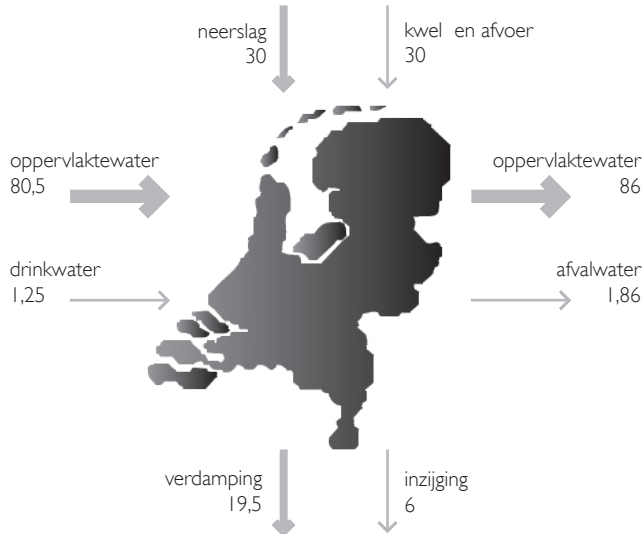 neerslag
30
kwel en afvoer
30
oppervlaktewater
80,5
oppervlaktewater
86
drinkwater
1,25
afvalwater
1,86
verdamping
19,5
inzijging
6